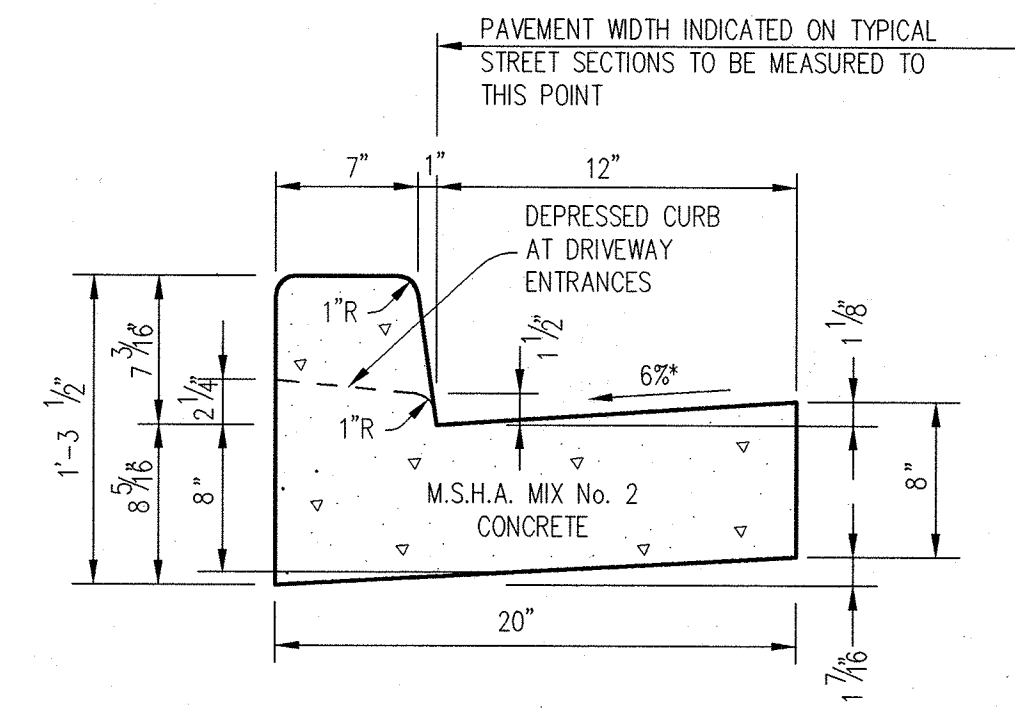 PAVEMENT WIDTH INDICATED ON TYPICAL
STREET SECTIONS TO BE MEASURED TO
THIS POINT
7"
1"
12"
DEPRESSED CURB
AT DRIVEWAY
ENTRANCES
1"R
1 1/2"
6%*
1 1/8"
7 3/16"
2 1/4"
1'-3 1/2"
1"R
8 5/16"
8"
M.S.H.A. MIX No. 2
CONCRETE
8"
20"
1 7/16"